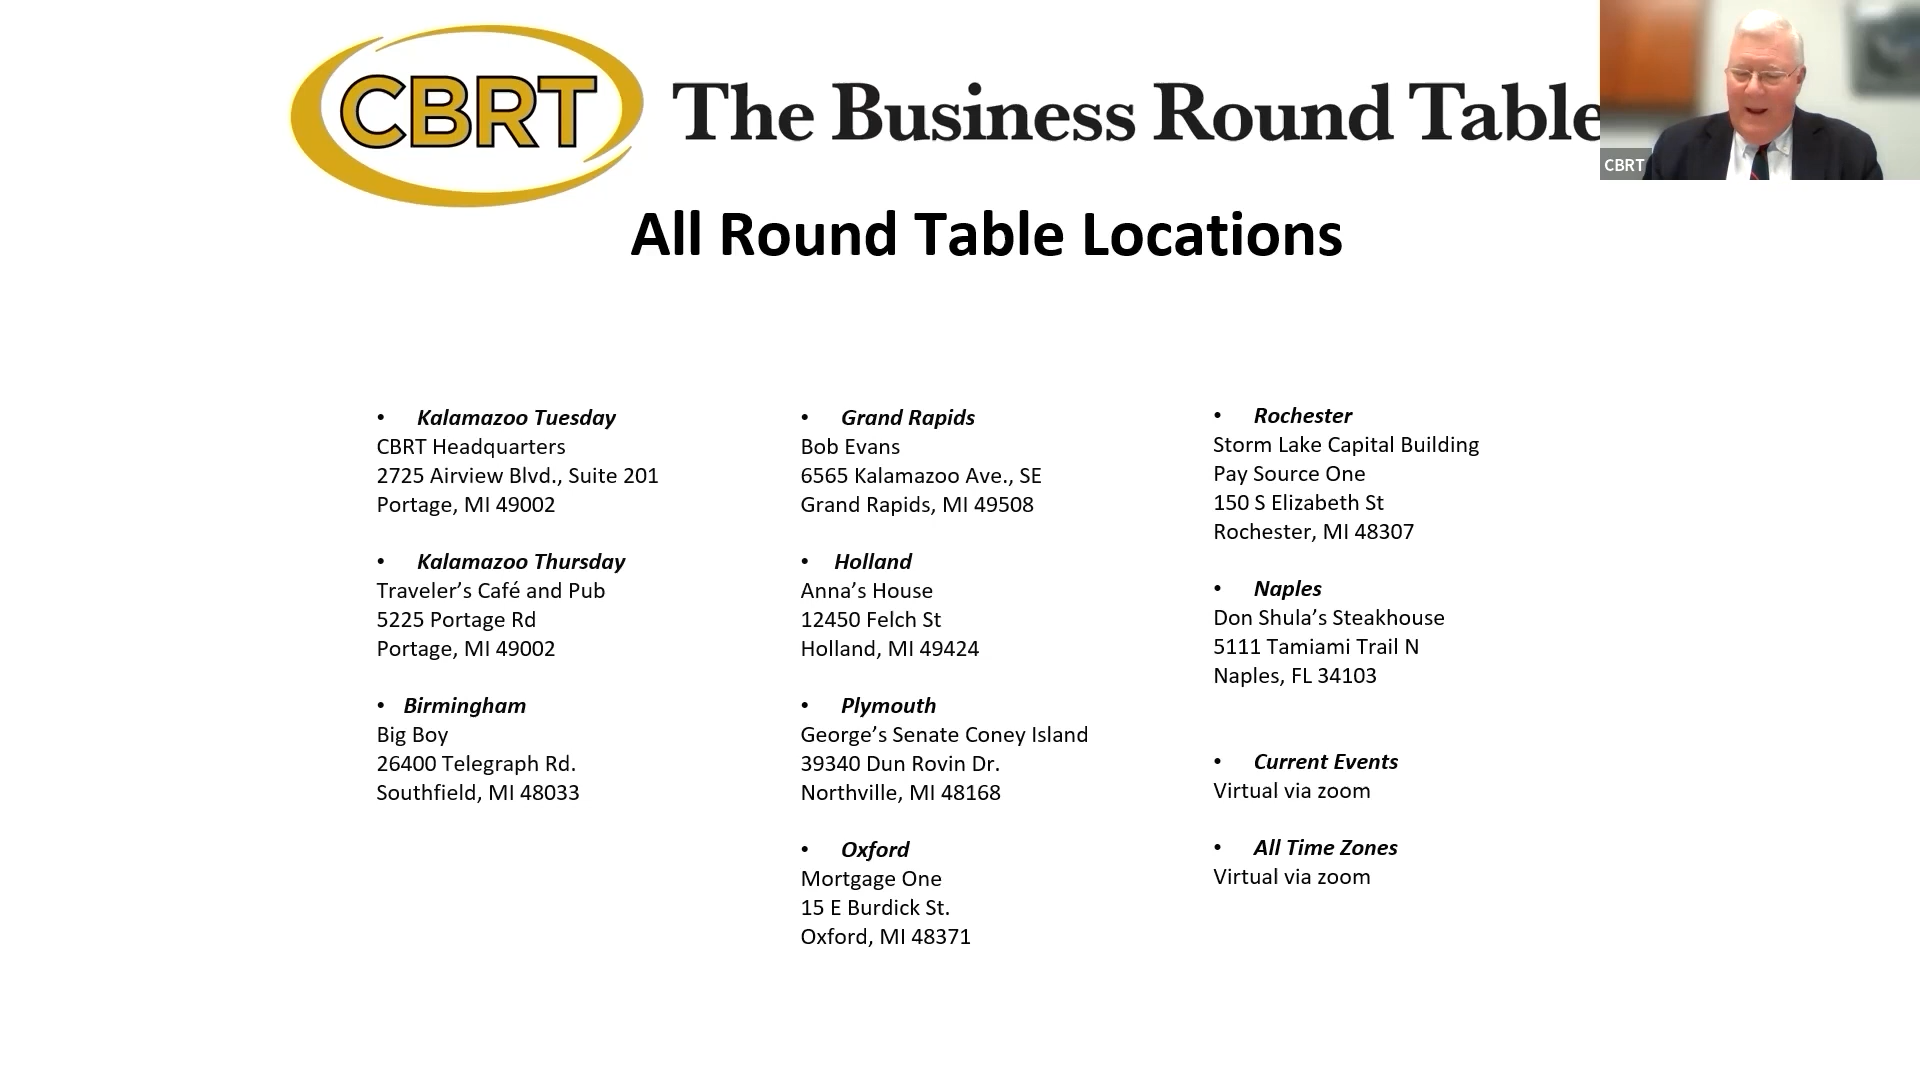 CBRT
The Business Round Table
CBRT
All Round Table Locations
• Kalamazoo Tuesday
CBRT Headquarters
2725 Airview Blvd., Suite 201
Portage, MI 49002
• Kalamazoo Thursday
Traveler’s Café and Pub
5225 Portage Rd
Portage, MI 49002
• Birmingham
Big Boy
26400 Telegraph Rd.
Southfield, MI 48033
• Grand Rapids
Bob Evans
6565 Kalamazoo Ave., SE
Grand Rapids, MI 49508
• Holland
Anna’s House
12450 Felch St
Holland, MI 49424
• Plymouth
George’s Senate Coney Island
39340 Dun Rovin Dr.
Northville, MI 48168
• Oxford
Mortgage One
15 E Burdick St.
Oxford, MI 48371
• Rochester
Storm Lake Capital Building
Pay Source One
150 S Elizabeth St
Rochester, MI 48307
• Naples
Don Shula’s Steakhouse
5111 Tamiami Trail N
Naples, FL 34103
• Current Events
Virtual via zoom
• All Time Zones
Virtual via zoom